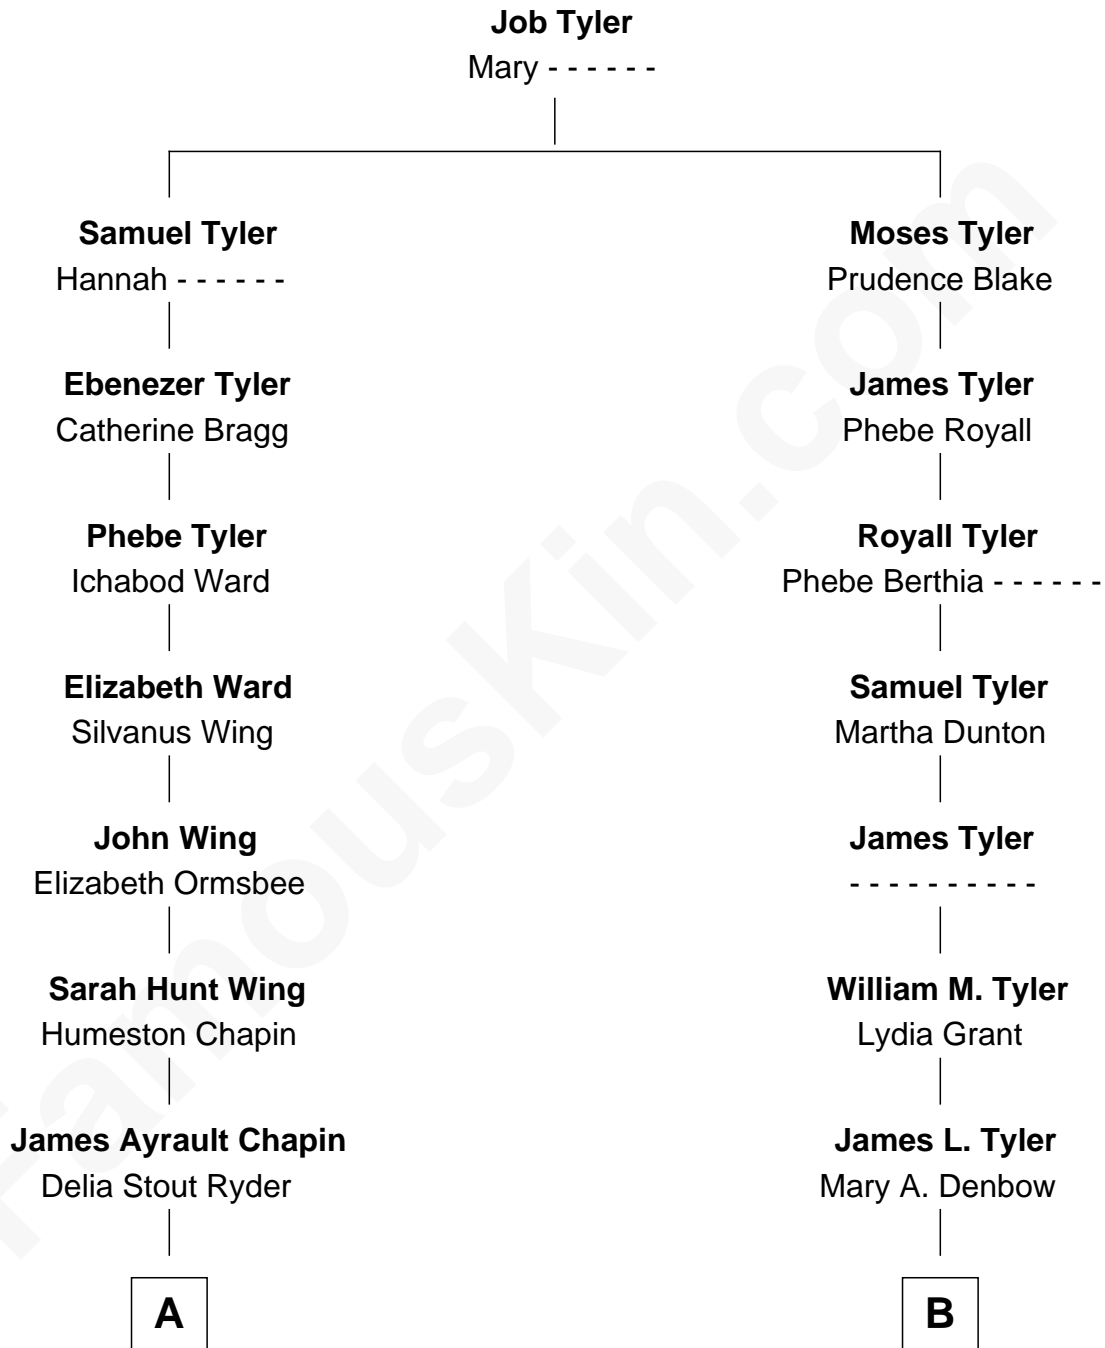 Job Tyler
Mary - - - - - -
Samuel Tyler
Hannah - - - - - -
Moses Tyler
Prudence Blake
Ebenezer Tyler
Catherine Bragg
James Tyler
Phebe Royall
Phebe Tyler
Ichabod Ward
Royall Tyler
Phebe Berthia - - - - - -
Elizabeth Ward
Silvanus Wing
Samuel Tyler
Martha Dunton
John Wing
Elizabeth Ormsbee
James Tyler
- - - - - - - - - -
Sarah Hunt Wing
Humeston Chapin
William M. Tyler
Lydia Grant
James Ayrault Chapin
Delia Stout Ryder
James L. Tyler
Mary A. Denbow
A
B
FamousKin.com